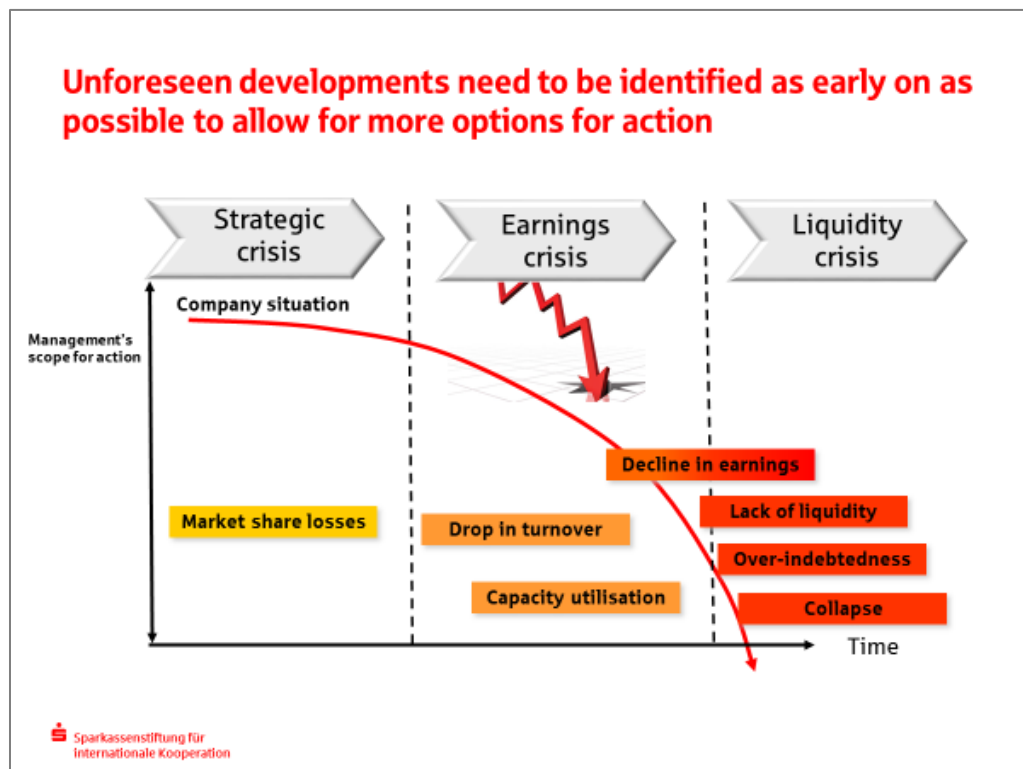 Unforeseen developments need to be identified as early on as
possible to allow for more options for action
Strategic
crisis
Earnings
crisis
Liquidity
crisis
Company situation
Management's
scope for action
Decline in earnings
Market share losses
Drop in turnover
Lack of liquidity
Over-indebtedness
Capacity utilisation
Collapse
Time
Sparkassenstiftung für
internationale Kooperation